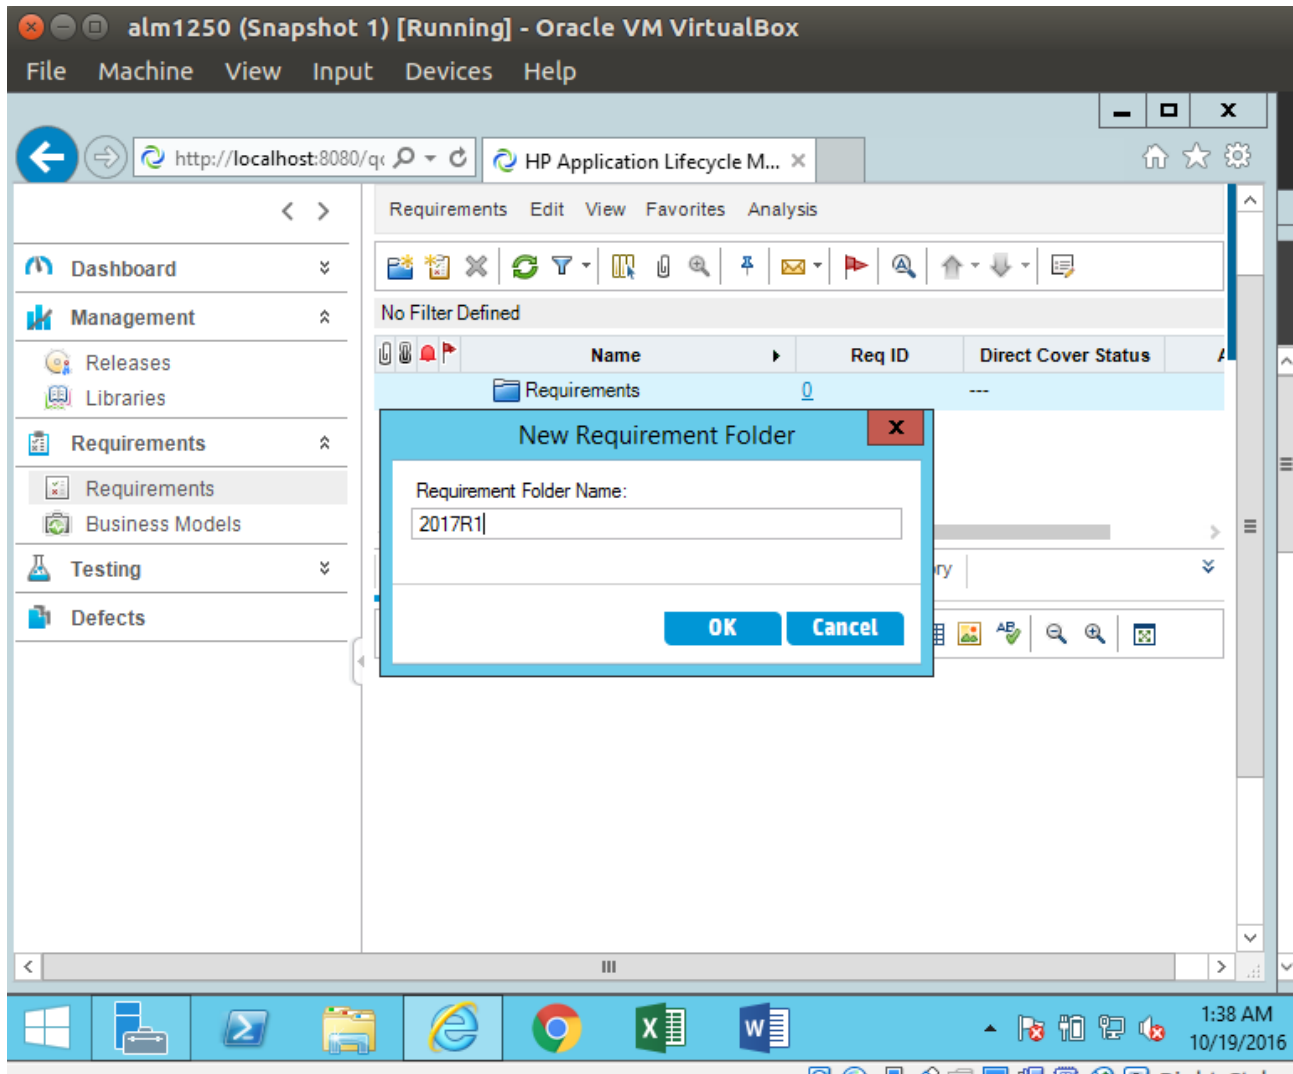 alm1250 (Snapshot 1) [Running] - Oracle VM VirtualBox
File Machine View Input Devices Help
http://localhost:8080/qc
HP Application Lifecycle M...
Requirements Edit View Favorites Analysis
Dashboard
Management
Releases
Libraries
Requirements
Requirements
Business Models
Testing
Defects
No Filter Defined
Name Req ID Direct Cover Status
Requirements 0 ---
New Requirement Folder
Requirement Folder Name:
2017R1
OK Cancel
1:38 AM
10/19/2016